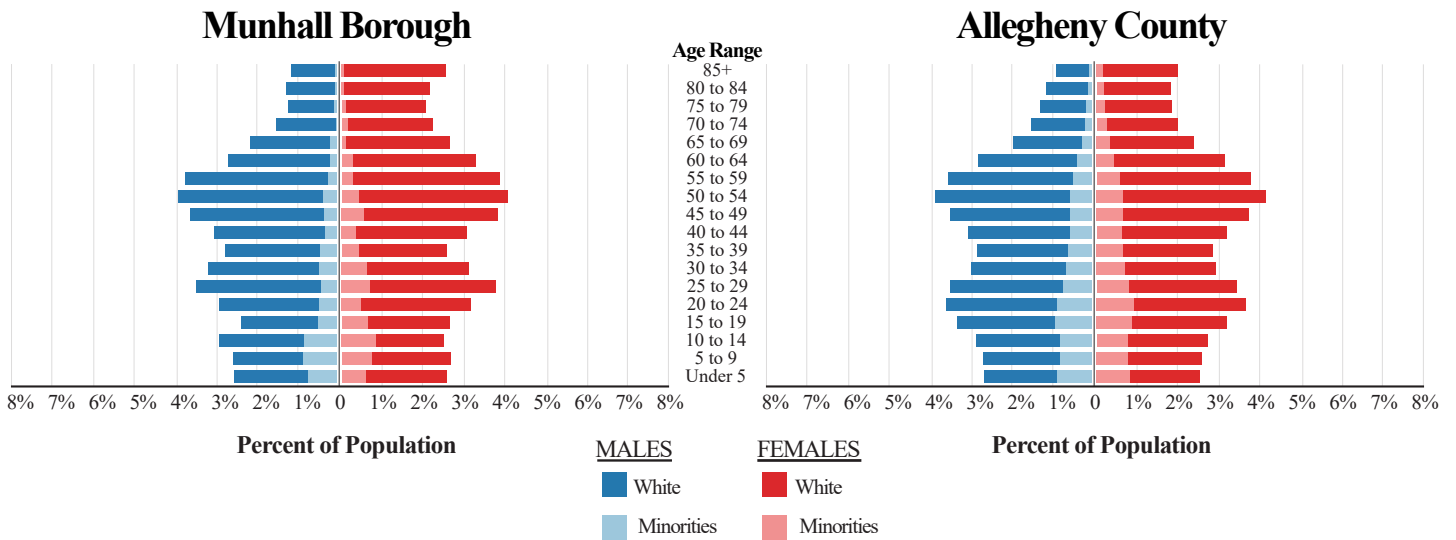 Munhall Borough
Allegheny County
Age Range
85+
80 to 84
75 to 79
70 to 74
65 to 69
60 to 64
55 to 59
50 to 54
45 to 49
40 to 44
35 to 39
30 to 34
25 to 29
20 to 24
15 to 19
10 to 14
5 to 9
Under 5
8% 7% 6% 5% 4% 2% 1% 0 1% 2% 3% 4% 5% 6% 7% 8%
8% 7% 6% 5% 4% 2% 1% 0 1% 2% 3% 4% 5% 6% 7% 8%
Percent of Population
Percent of Population
MALES
FEMALES
White
White
Minorities
Minorities